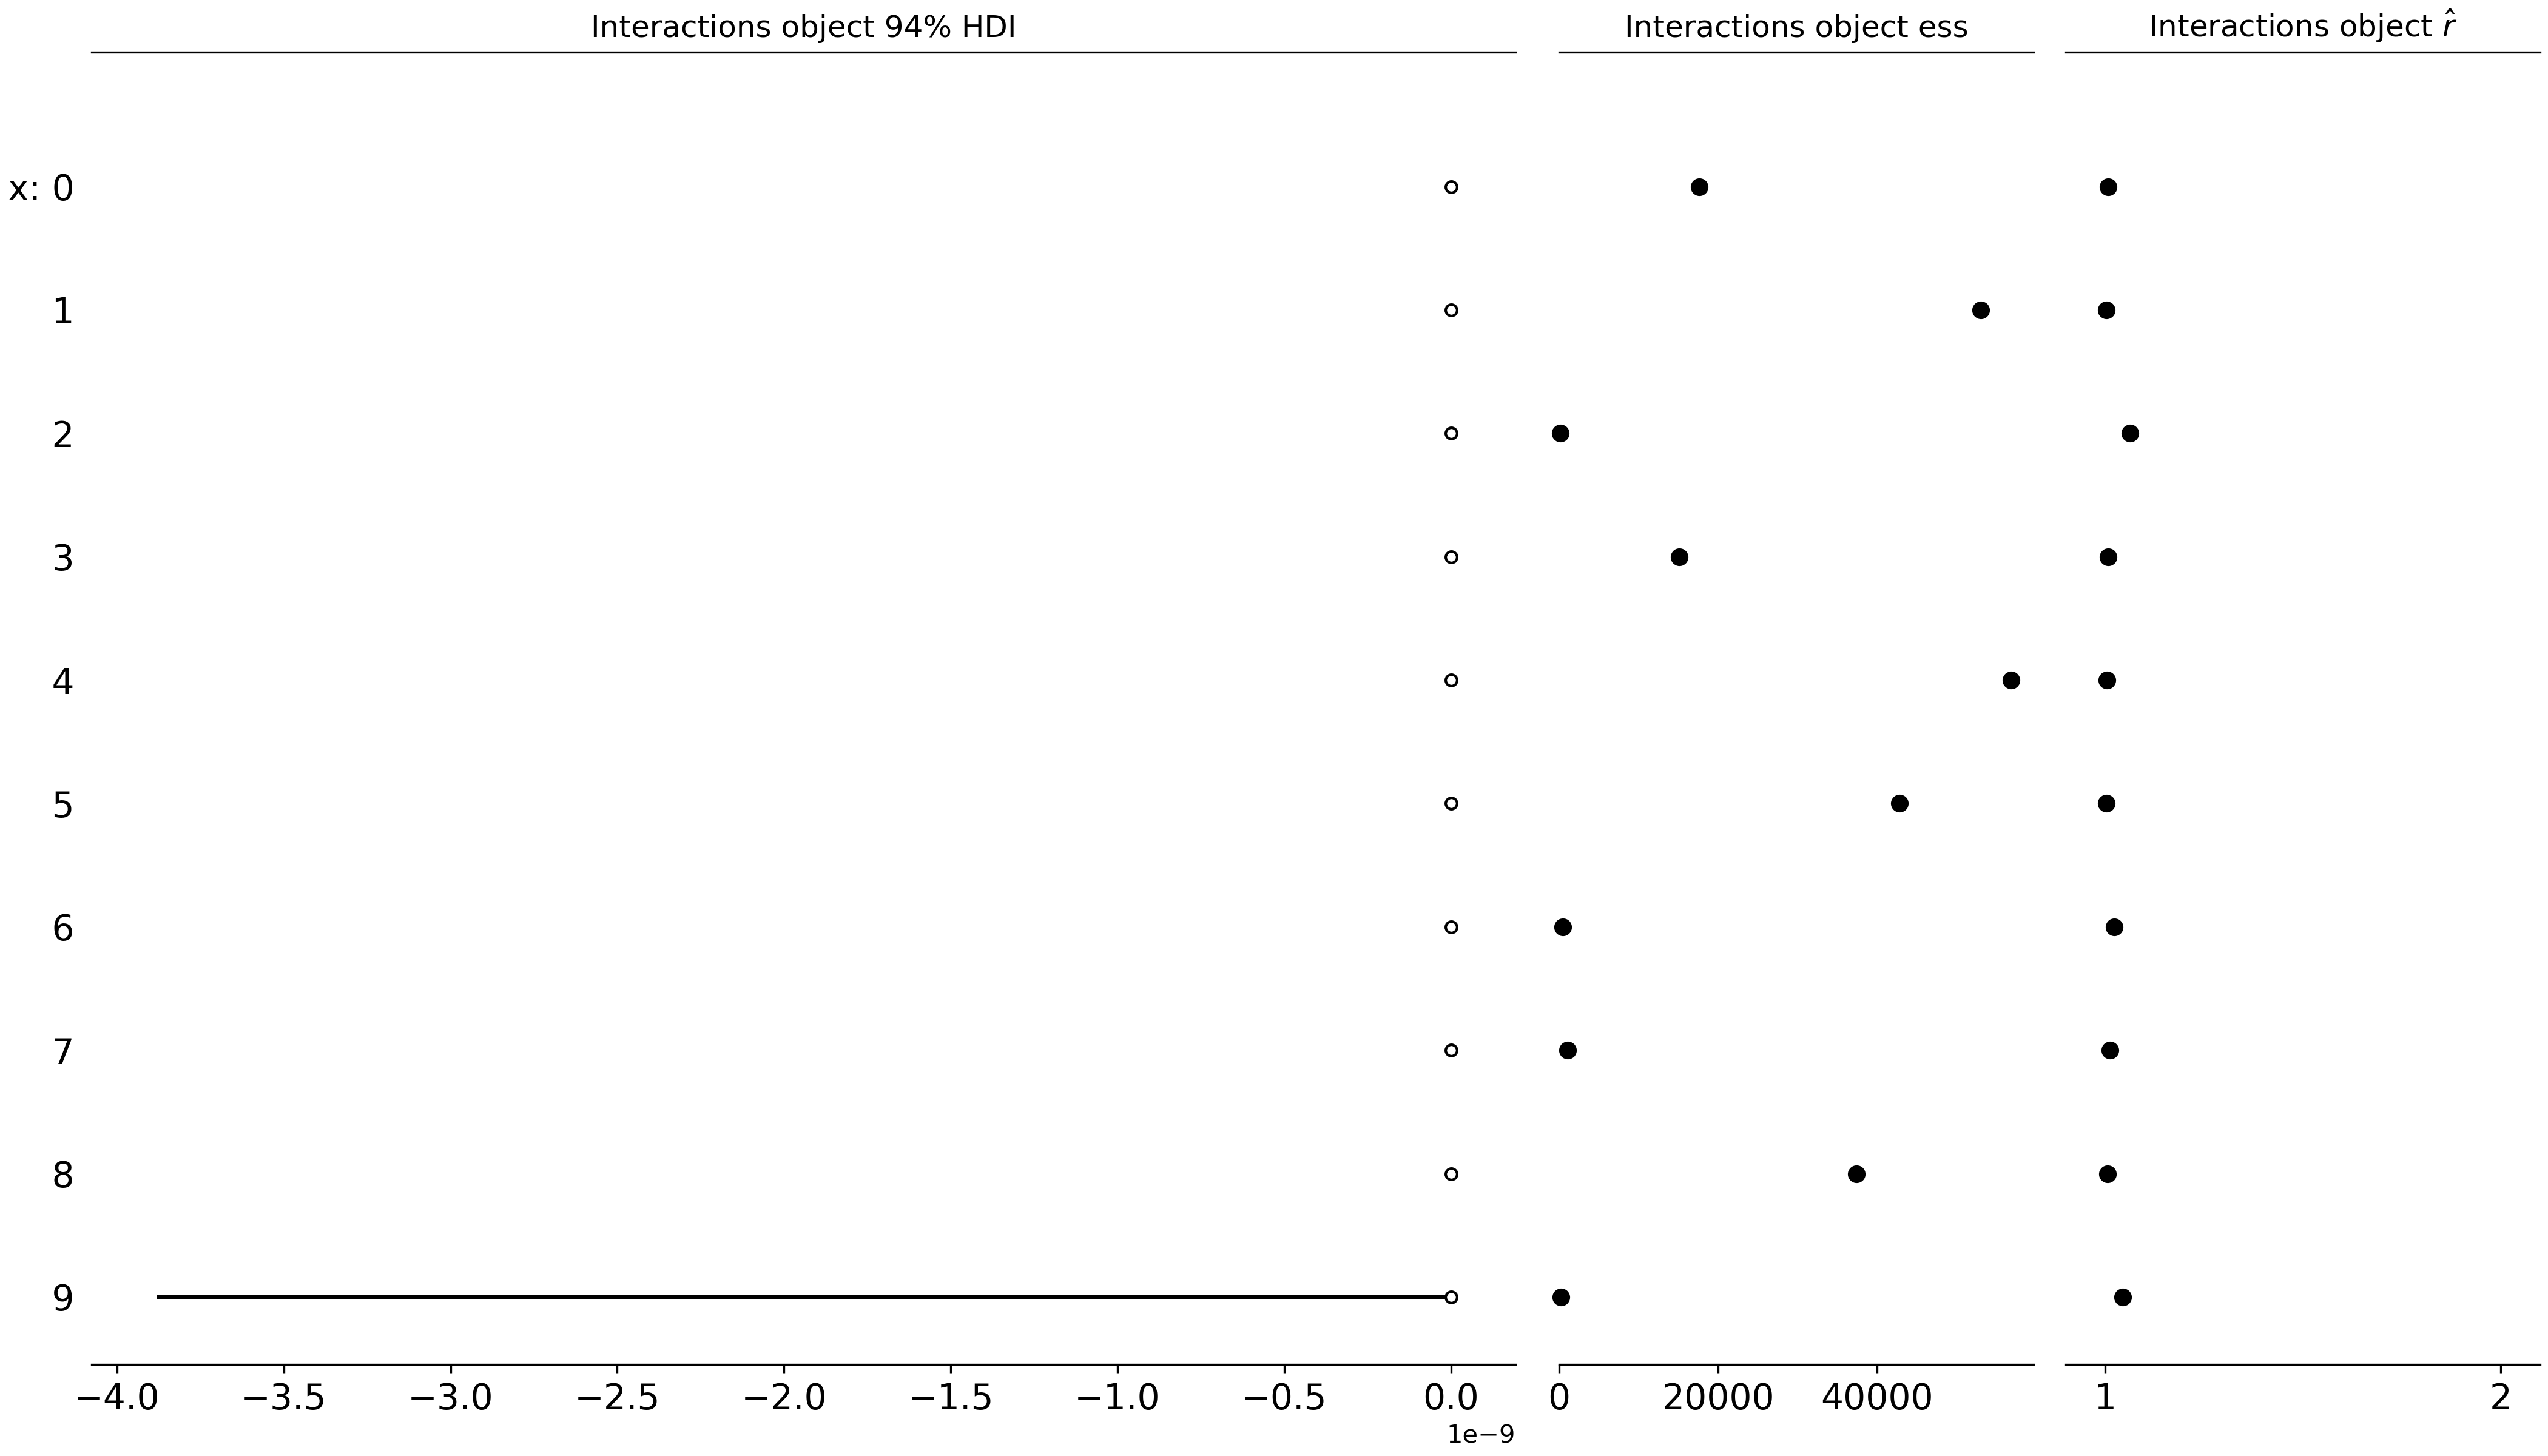 Interactions object 94% HDI Interactions object ess Interactions object r̂
x: 0
1
2
3
4
5
6
7
8
9
−4.0 −3.5 −3.0 −2.5 −2.0 −1.5 −1.0 −0.5 0.0 0 20000 40000 1 2
1e−9